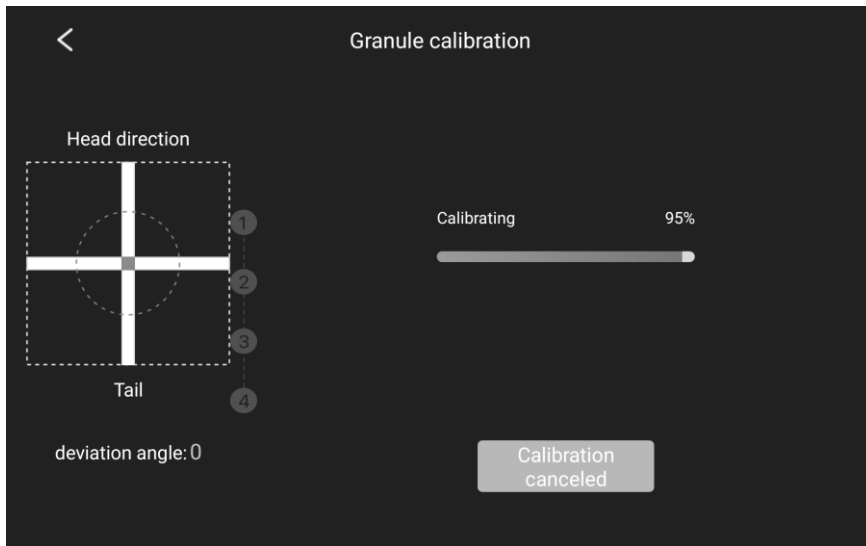 Granule calibration
Head direction
1
2
3
4
Tail
deviation angle: 0
Calibrating 95%
Calibration
canceled